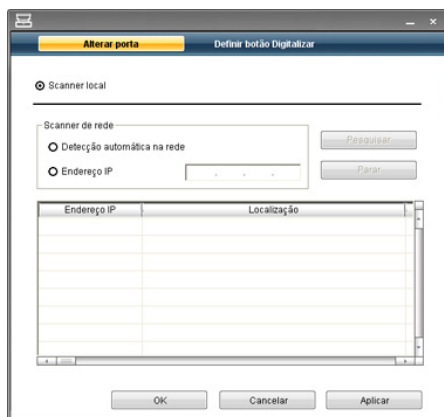 Alterar porta Definir botão Digitalizar
Scanner local
Scanner de rede
Detecção automática na rede
Pesquisar
Endereço IP
Parar
Endereço IP Localização
OK Cancelar Aplicar